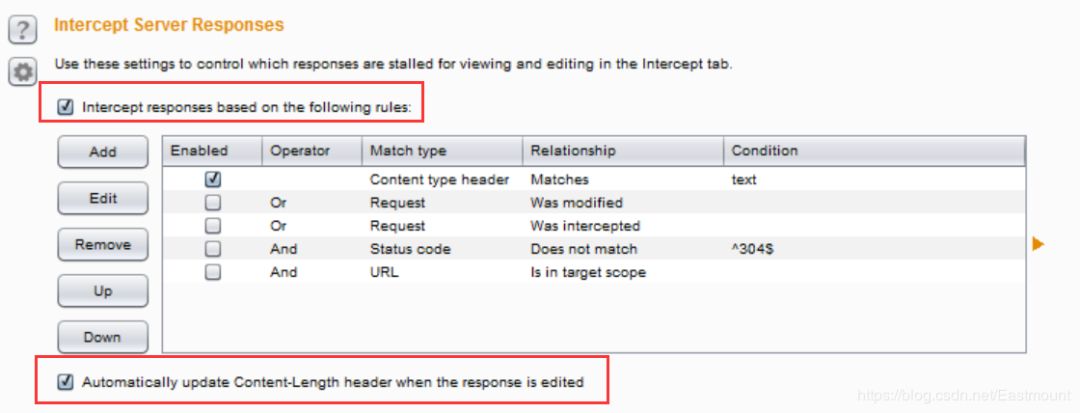 Intercept Server Responses
Use these settings to control which responses are stalled for viewing and editing in the Intercept tab.
Intercept responses based on the following rules:
Add
Edit
Remove
Up
Down
Enabled Operator Match type Relationship Condition
Content type header Matches text
Or Request Was modified
Or Request Was intercepted
And Status code Does not match ^304$
And URL Is in target scope
Automatically update Content-Length header when the response is edited
https://blog.csdn.net/Eastmount